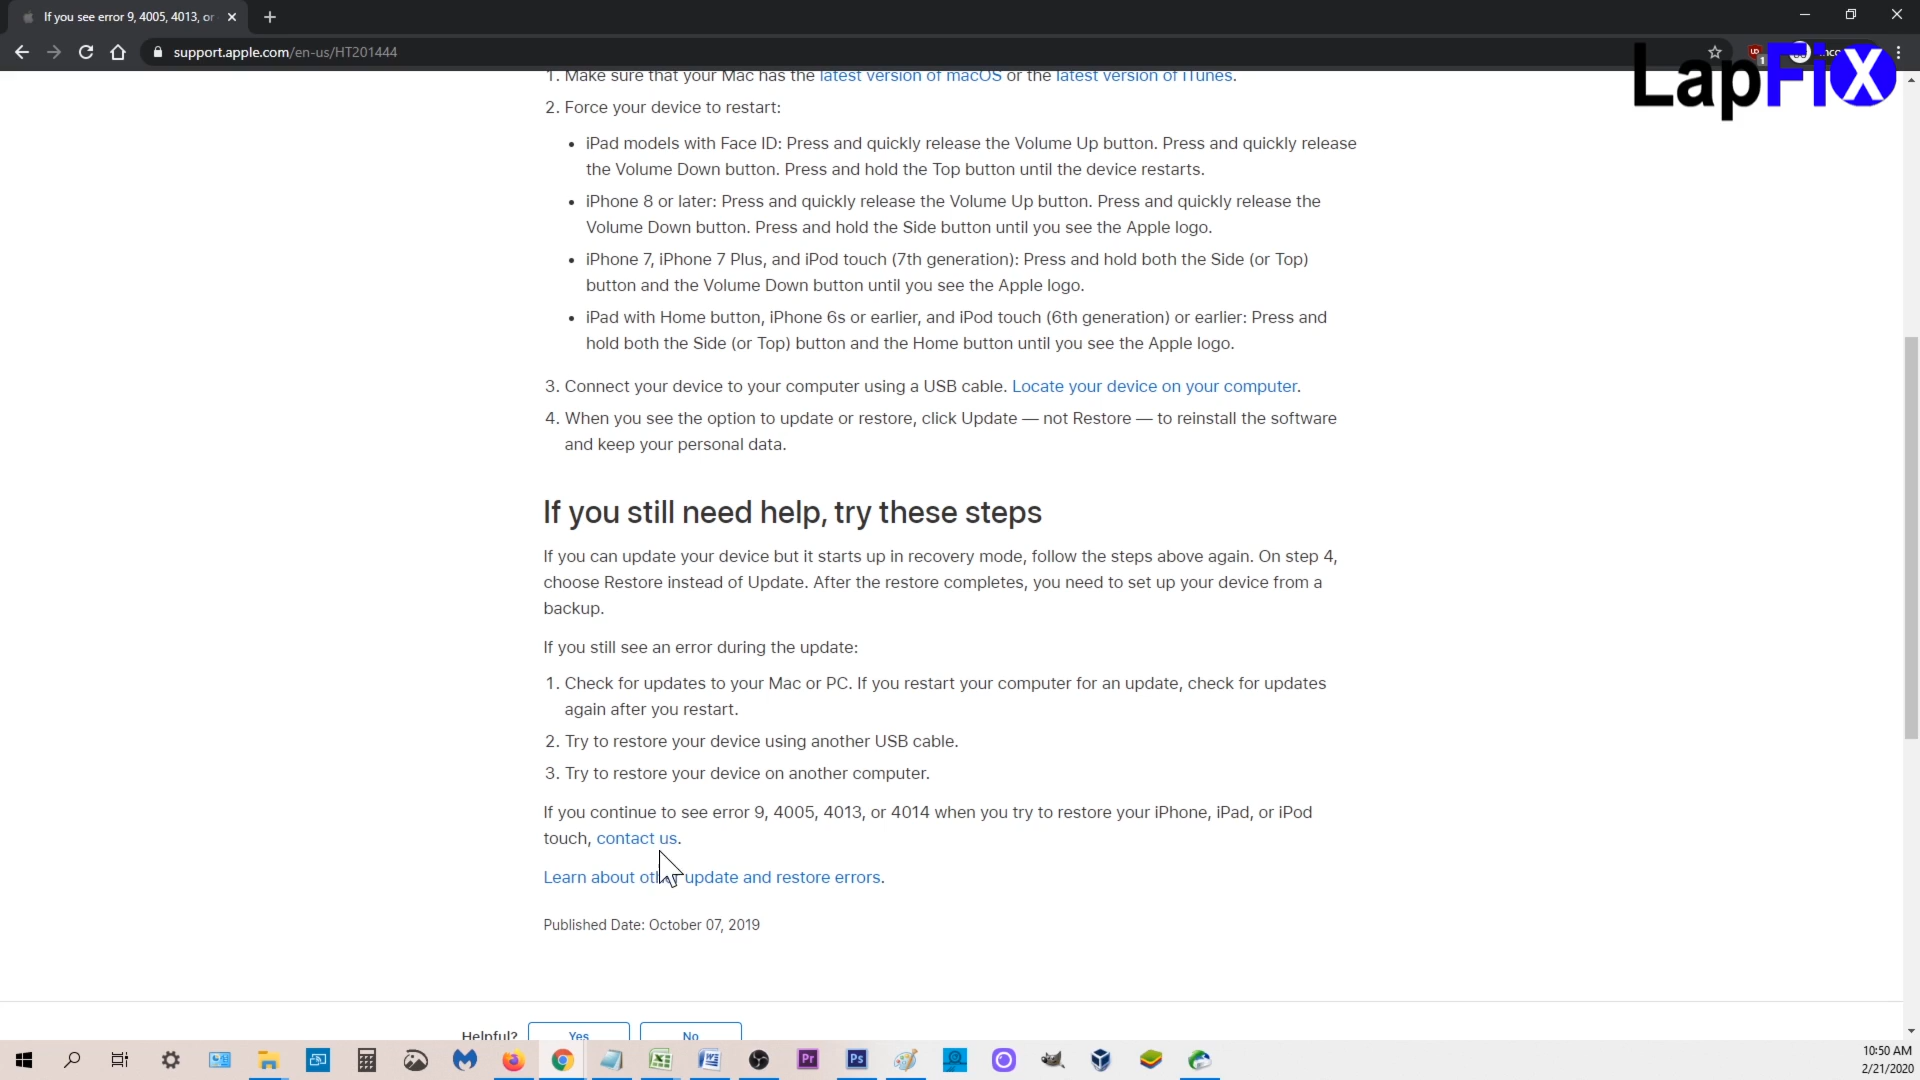 If you see error 9, 4005, 4013, or
support.apple.com/en-us/HT201444
LapFix
1. Make sure that your Mac has the latest version of macOS or the latest version of iTunes.
2. Force your device to restart:
• iPad models with Face ID: Press and quickly release the Volume Up button. Press and quickly release
the Volume Down button. Press and hold the Top button until the device restarts.
• iPhone 8 or later: Press and quickly release the Volume Up button. Press and quickly release the
Volume Down button. Press and hold the Side button until you see the Apple logo.
• iPhone 7, iPhone 7 Plus, and iPod touch (7th generation): Press and hold both the Side (or Top)
button and the Volume Down button until you see the Apple logo.
• iPad with Home button, iPhone 6s or earlier, and iPod touch (6th generation) or earlier: Press and
hold both the Side (or Top) button and the Home button until you see the Apple logo.
3. Connect your device to your computer using a USB cable. Locate your device on your computer.
4. When you see the option to update or restore, click Update — not Restore — to reinstall the software
and keep your personal data.
If you still need help, try these steps
If you can update your device but it starts up in recovery mode, follow the steps above again. On step 4,
choose Restore instead of Update. After the restore completes, you need to set up your device from a
backup.
If you still see an error during the update:
1. Check for updates to your Mac or PC. If you restart your computer for an update, check for updates
again after you restart.
2. Try to restore your device using another USB cable.
3. Try to restore your device on another computer.
If you continue to see error 9, 4005, 4013, or 4014 when you try to restore your iPhone, iPad, or iPod
touch, contact us.
Learn about other update and restore errors.
Published Date: October 07, 2019
Helpful? Yes No
Pr Ps
10:50 AM
2/21/2020